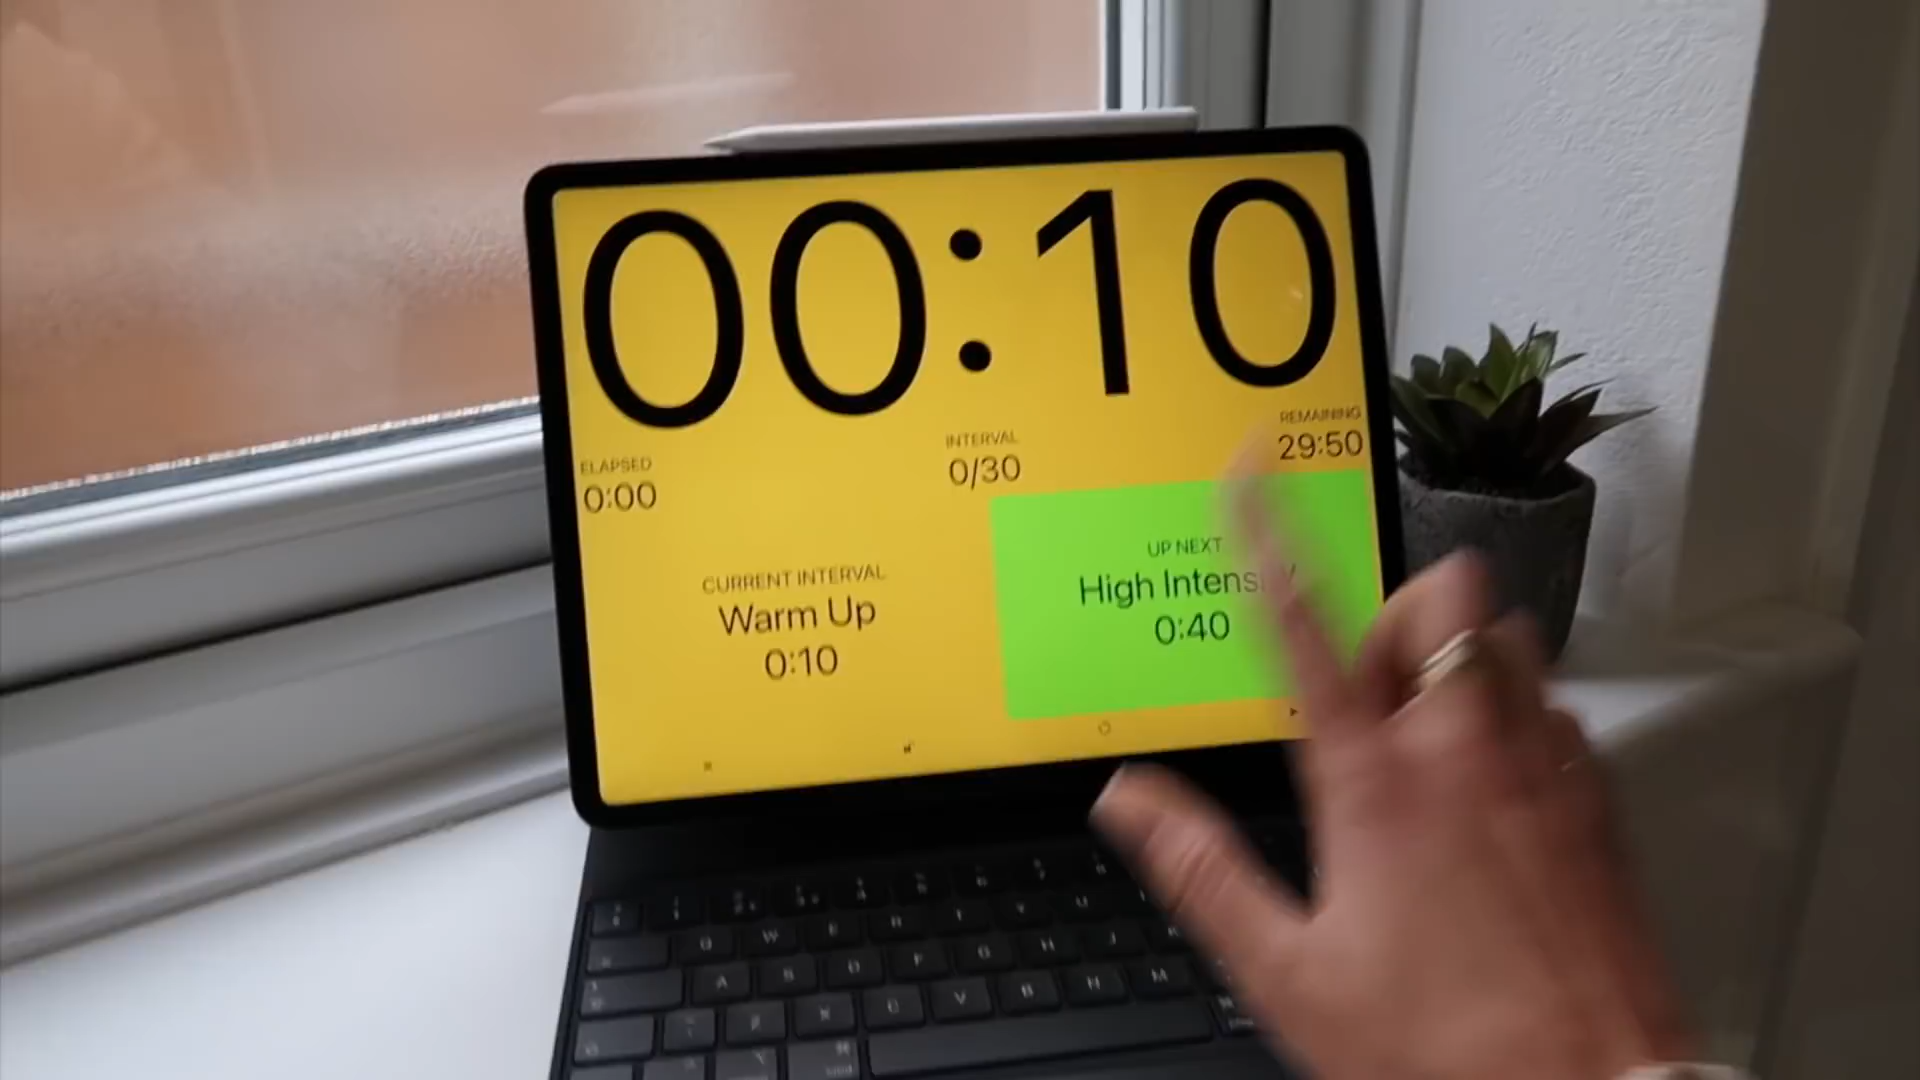 00:10
ELAPSED
0:00
INTERVAL
0/30
REMAINING
29:50
CURRENT INTERVAL
Warm Up
0:10
UP NEXT
High
0:40
Q W E R T Y U
A S D F G H J K
C V B N M